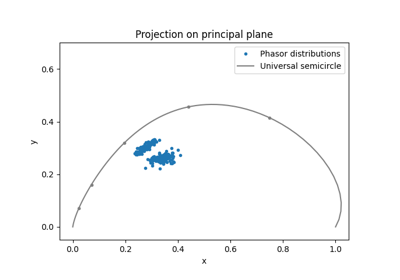 Projection on principal plane
Phasor distributions
Universal semicircle
0.6
0.4
0.2
0.0
y
0.0 0.2 0.4 0.6 0.8 1.0
x